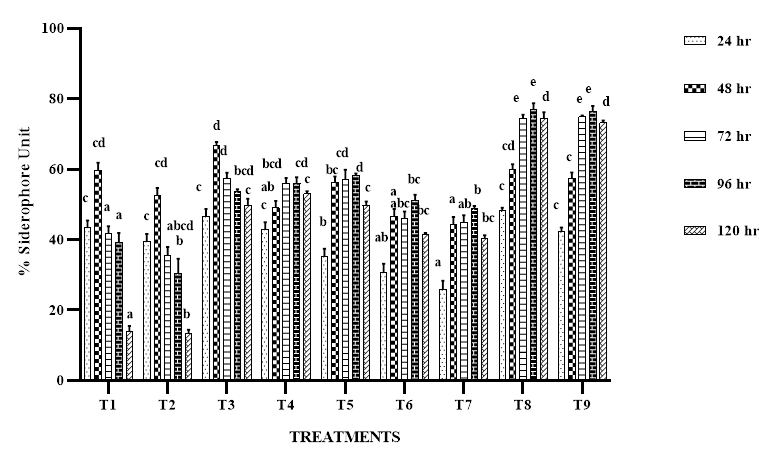 100
80
60
40
20
0
% Siderophore Unit
c cd a a a
c cd abcd b b
c d d bcd c
c ab bcd cd c
b bc cd d c
ab a a abc bc bc
a a ab b bc
c cd e e d
c c e e d
T1 T2 T3 T4 T5 T6 T7 T8 T9
TREATMENTS
24 hr
48 hr
72 hr
96 hr
120 hr